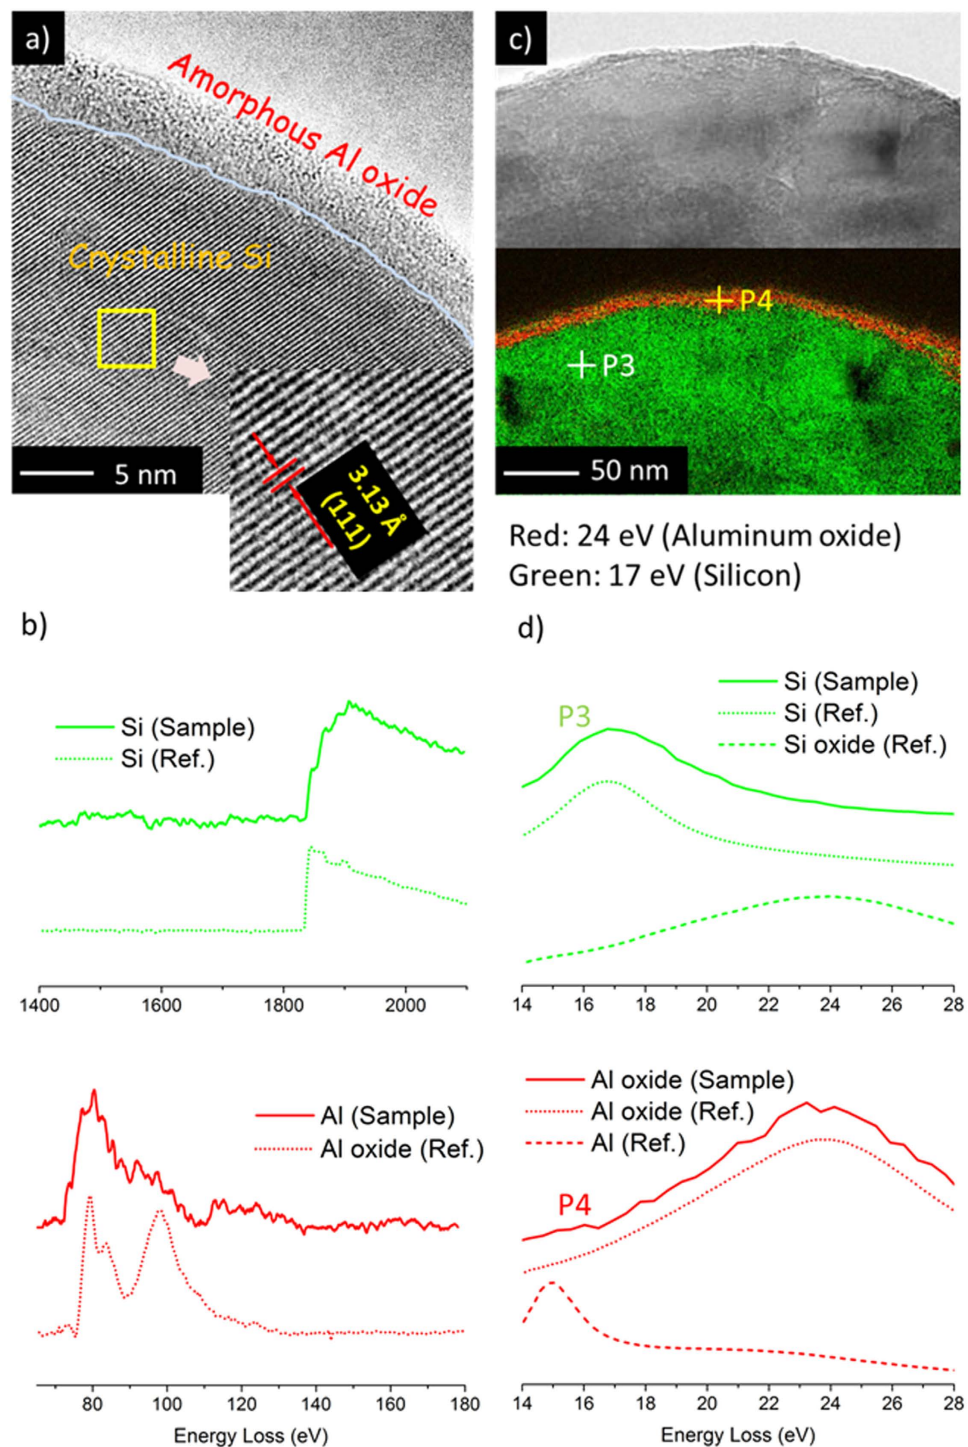 a)
Amorphous Al oxide
Crystalline Si
5 nm
3.13 Å
(111)
c)
P4
P3
50 nm
Red: 24 eV (Aluminum oxide)
Green: 17 eV (Silicon)
b)
Si (Sample)
Si (Ref.)
1400 1600 1800 2000
Al (Sample)
Al oxide (Ref.)
80 100 120 140 160 180
Energy Loss (eV)
d)
P3
Si (Sample)
Si (Ref.)
Si oxide (Ref.)
14 16 18 20 22 24 26 28
Al oxide (Sample)
Al oxide (Ref.)
Al (Ref.)
P4
14 16 18 20 22 24 26 28
Energy Loss (eV)